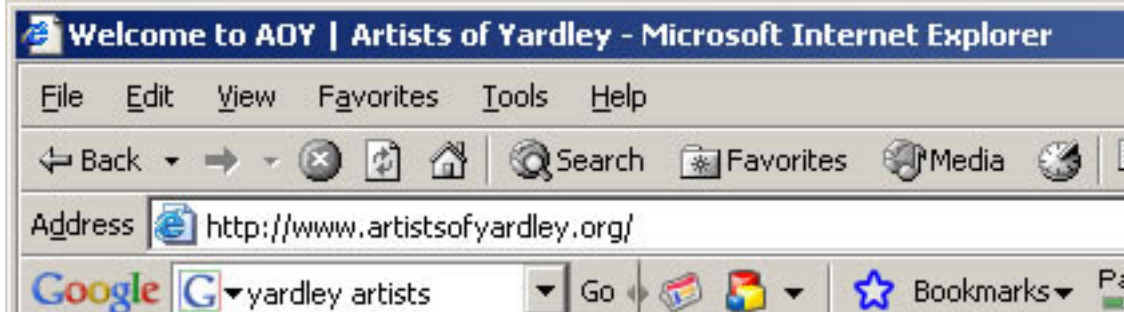 Welcome to AOY | Artists of Yardley - Microsoft Internet Explorer
File Edit View Favorites Tools Help
Back Search Favorites Media
Address http://www.artistsofyardley.org/
Google G yardley artists Go Bookmarks